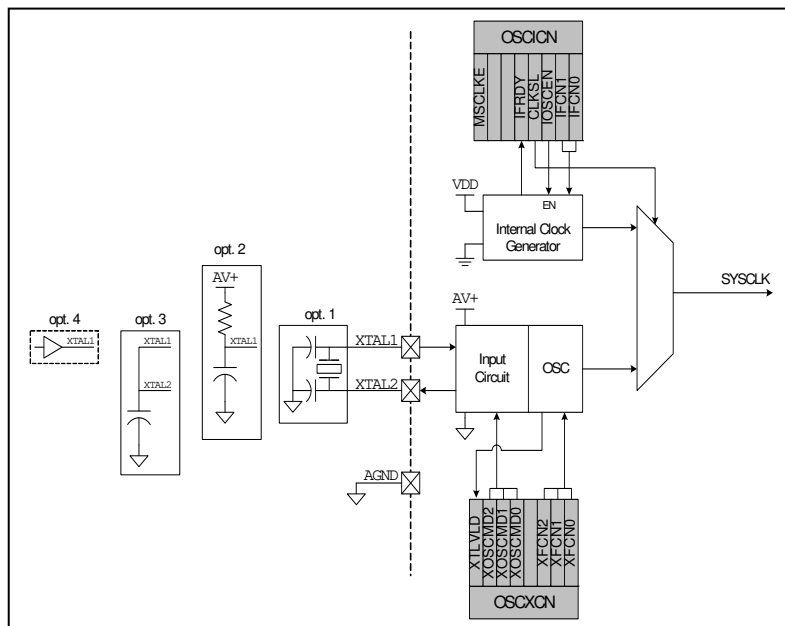 OSCICN
MSCLKE
IFRDY
CLKSL
IOSCEN
IFCN1
IFCN0
VDD
EN
Internal Clock
Generator
opt. 2
AV+
XTAL1
opt. 4
XTAL1
opt. 3
XTAL1
XTAL2
opt. 1
XTAL1
XTAL2
AV+
Input
Circuit
OSC
SYSCLK
AGND
XTLVLD
XOSCMD2
XOSCMD1
XOSCMD0
XFCN2
XFCN1
XFCN0
OSCXCN